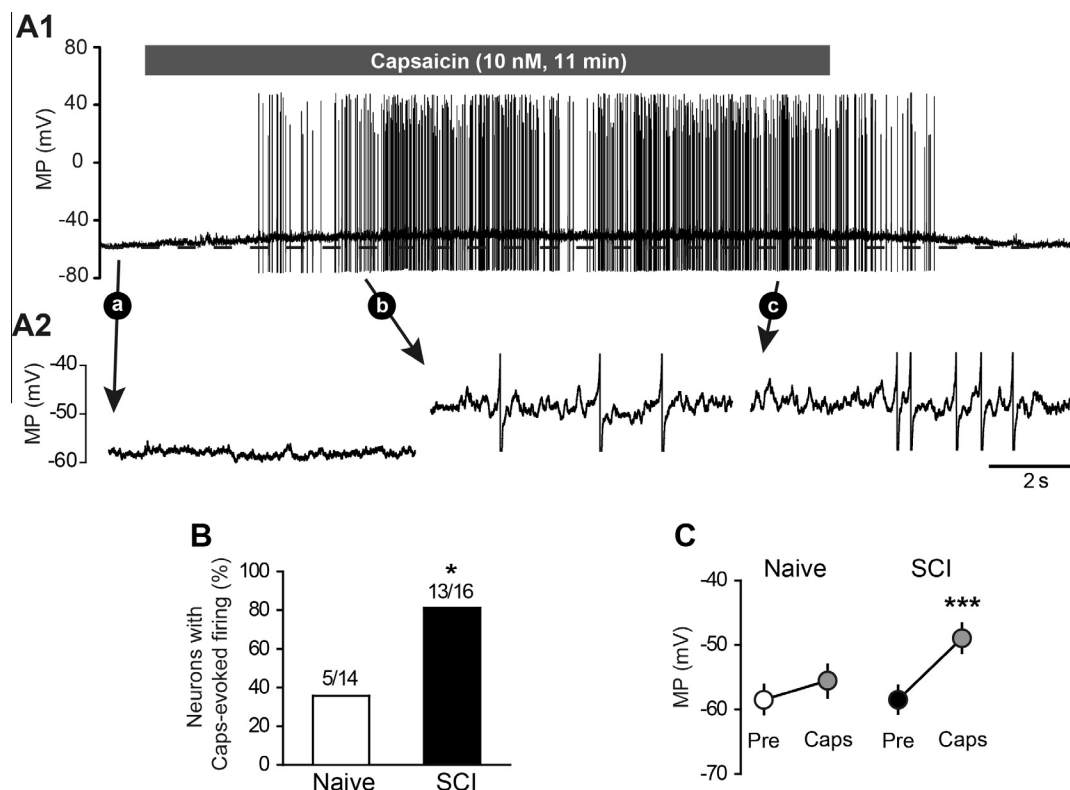 A1
Capsaicin (10 nM, 11 min)
MP (mV)
80
40
0
-40
-80
a
b
c
A2
MP (mV)
-40
-50
-60
2 s
B
Neurons with
Caps-evoked firing (%)
100
80
60
40
20
0
5/14
*
13/16
Naive
SCI
C
Naive
SCI
MP (mV)
-40
-50
-60
-70
***
Pre
Caps
Pre
Caps